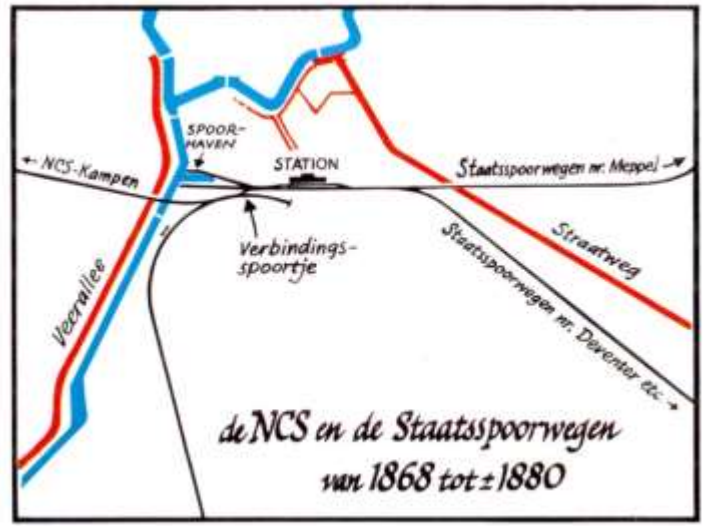 SPOOR-
HAVEN
STATION
← NCS-Kampen
Staatsspoorwegen nr. Meppel →
Verbindings-
spoortje
Veerallee
Straatweg
Staatsspoorwegen nr. Deventer etc →
de NCS en de Staatsspoorwegen
van 1868 tot ± 1880